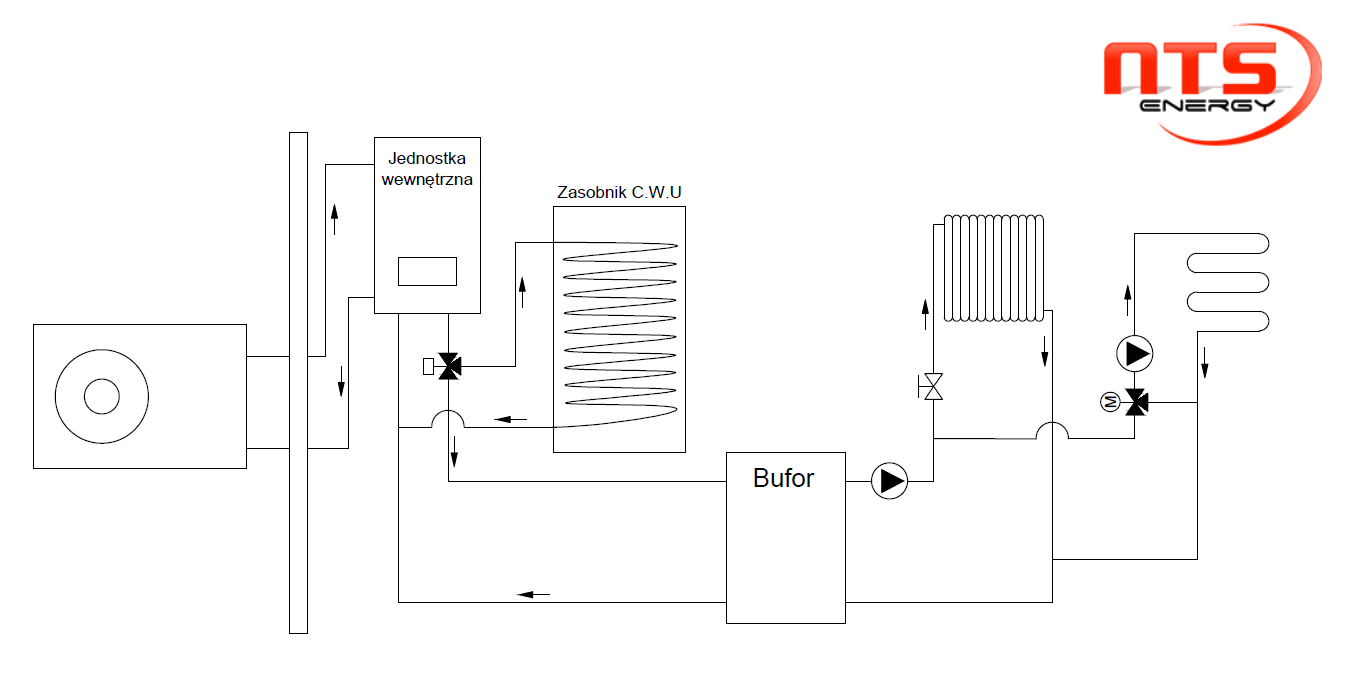 NTS
ENERGY
Jednostka
wewnętrzna
Zasobnik C.W.U
M
Bufor